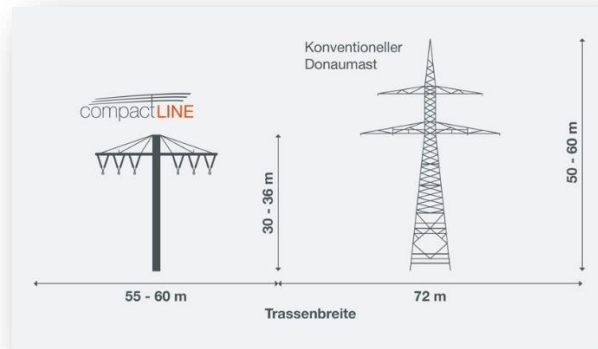 Konventioneller
Donaumast
compactLINE
30 - 36 m
50 - 60 m
55 - 60 m
72 m
Trassenbreite